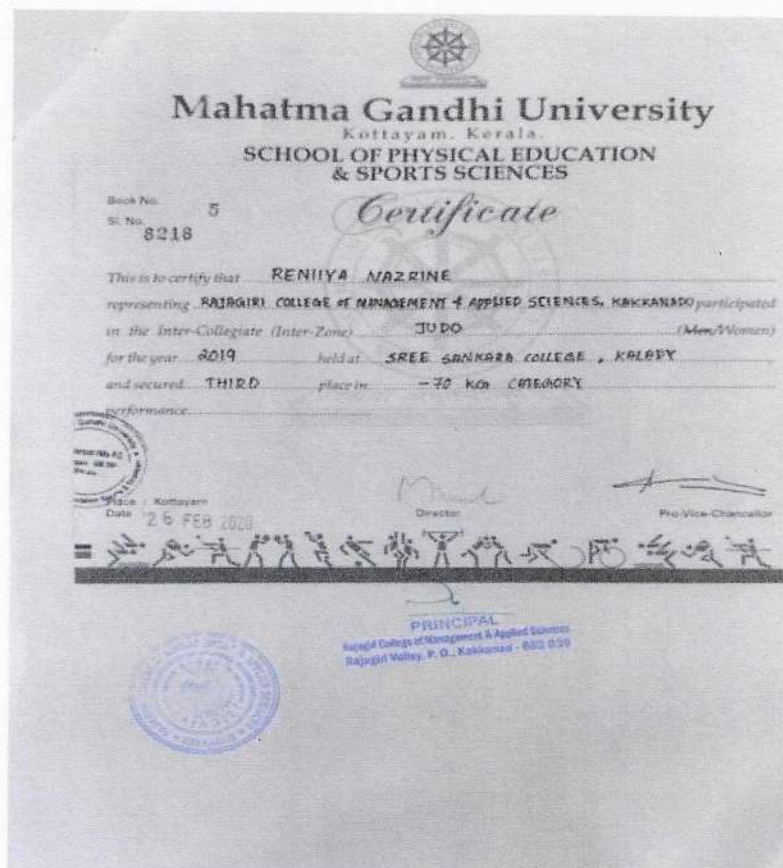 Mahatma Gandhi University
Kottayam, Kerala.
SCHOOL OF PHYSICAL EDUCATION
& SPORTS SCIENCES
Book No. 5
Certificate
Sl. No. 8218
This is to certify that RENIIYA NAZRINE
representing RAJAGIRI COLLEGE OF MANAGEMENT & APPLIED SCIENCES, KAKKANADO participated
in the Inter-Collegiate (Inter-Zone) JUDO (Men/Women)
for the year 2019 held at SREE SANKARA COLLEGE, KALADY
and secured THIRD place in -70 KG CATEGORY
performance
Place : Kottayam
Date 26 FEB 2020
Director
Pro-Vice-Chancellor
PRINCIPAL
Rajagiri College of Management & Applied Sciences
Rajagiri Valley, P. O., Kakkanad - 682 039